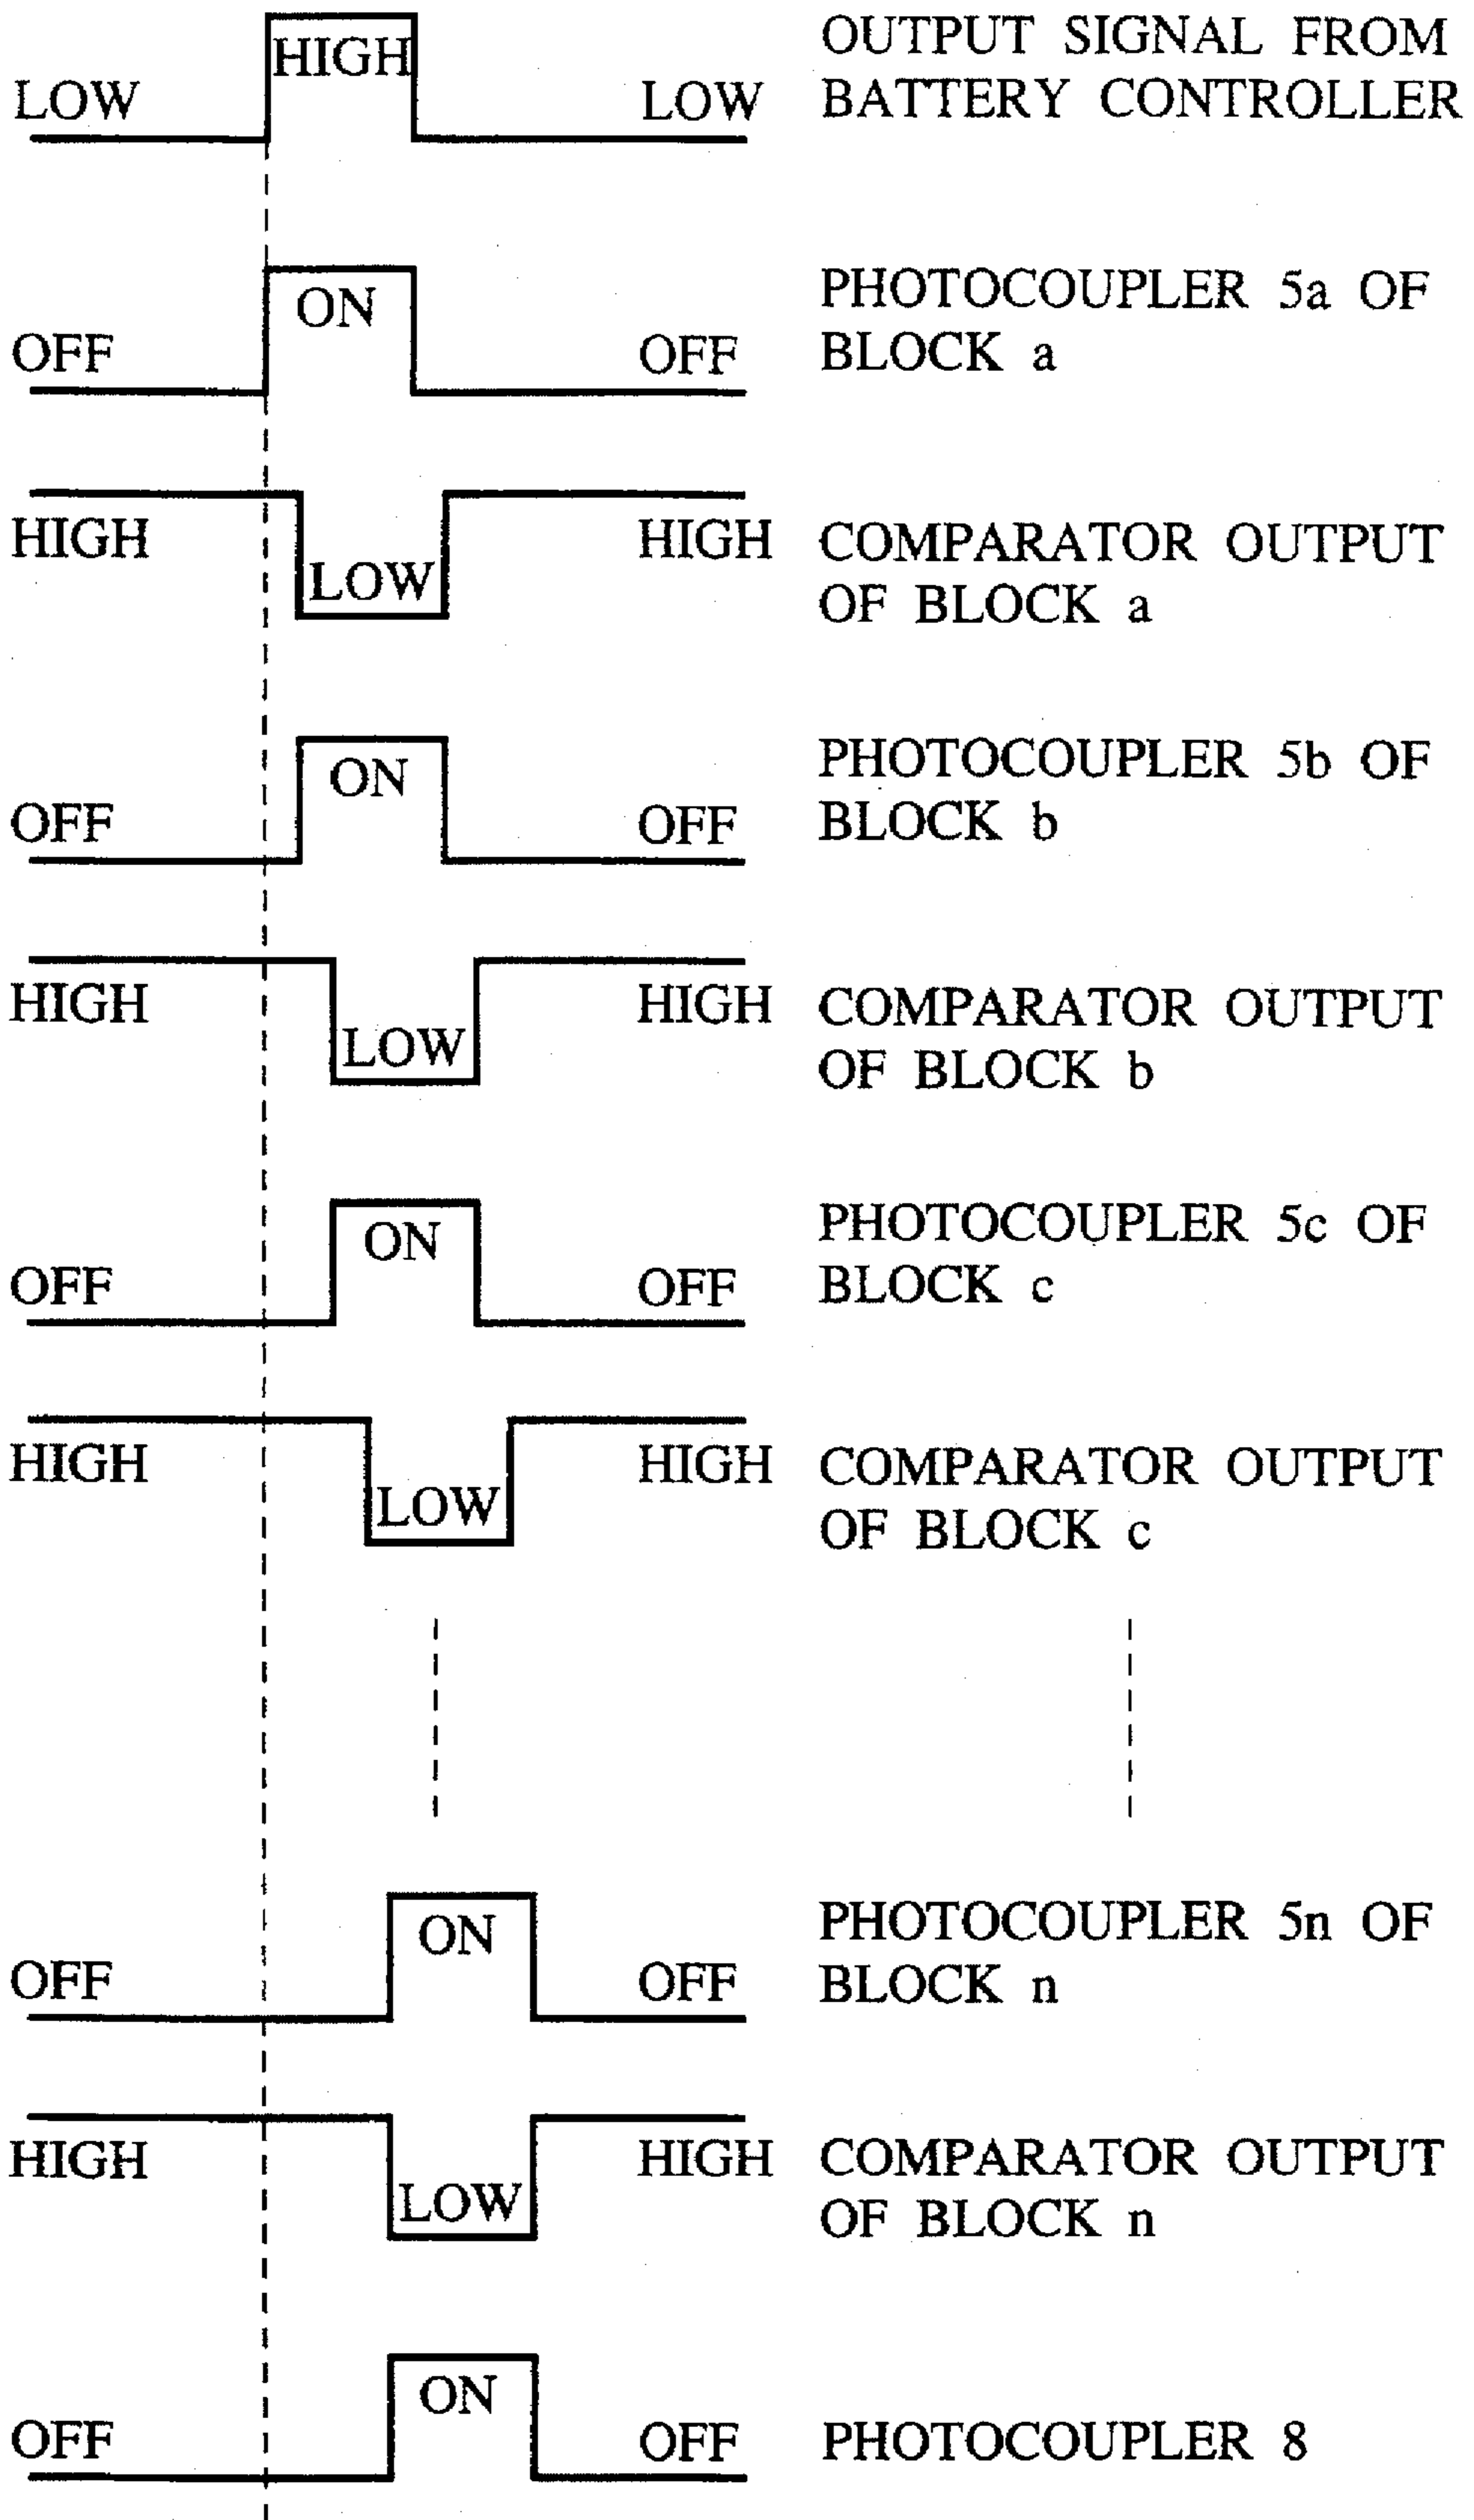 OUTPUT SIGNAL FROM
HIGH
LOW LOW BATTERY CONTROLLER
PHOTOCOUPLER 5a OF
ON
OFF OFF BLOCK a
HIGH HIGH COMPARATOR OUTPUT
LOW
OF BLOCK a
PHOTOCOUPLER 5b OF
ON
OFF OFF BLOCK b
HIGH HIGH COMPARATOR OUTPUT
LOW
OF BLOCK b
PHOTOCOUPLER 5c OF
ON
OFF OFF BLOCK c
HIGH HIGH COMPARATOR OUTPUT
LOW
OF BLOCK c
PHOTOCOUPLER 5n OF
ON
OFF OFF BLOCK n
HIGH HIGH COMPARATOR OUTPUT
LOW
OF BLOCK n
ON
OFF OFF PHOTOCOUPLER 8